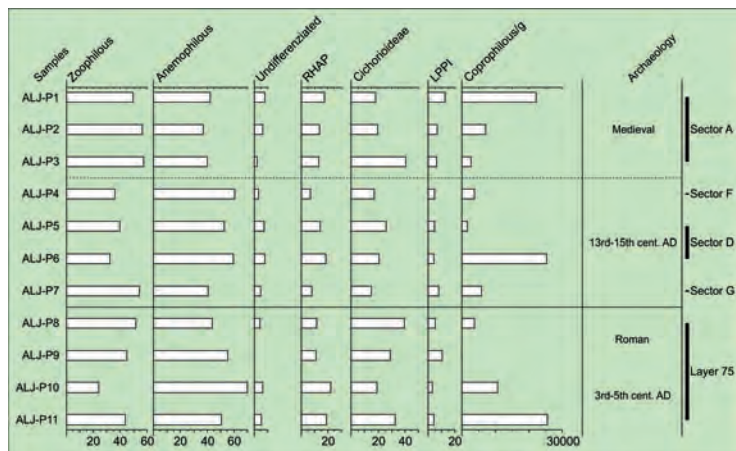 Samples Zoophilous Anemophilous Undifferenziated RHAP Cichorioideae LPPI Coprophilous/g Archaeology
ALJ-P1
ALJ-P2 Medieval Sector A
ALJ-P3
ALJ-P4 Sector F
ALJ-P5
13th-15th cent. AD Sector D
ALJ-P6
ALJ-P7 Sector G
ALJ-P8
Roman
ALJ-P9
Layer 75
ALJ-P10 3rd-5th cent. AD
ALJ-P11
20 40 60 20 40 60 20 20 40 20 30000